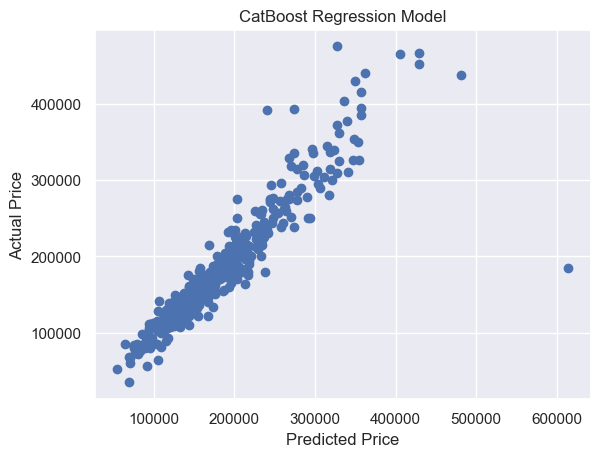 CatBoost Regression Model
Actual Price
400000
300000
200000
100000
100000 200000 300000 400000 500000 600000
Predicted Price